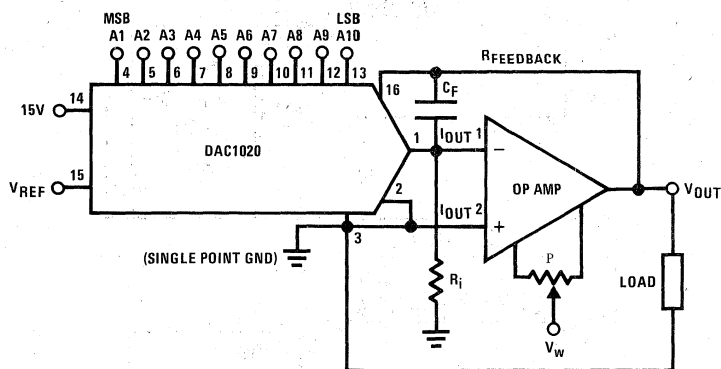 MSB LSB
A1 A2 A3 A4 A5 A6 A7 A8 A9 A10
4 5 6 7 8 9 10 11 12 13
RFEEDBACK
16
CF
14
15V
DAC1020
1
IOUT 1
−
OP AMP
15
VREF
2
VOUT
IOUT 2
+
3
(SINGLE POINT GND)
P
Ri
LOAD
Vw